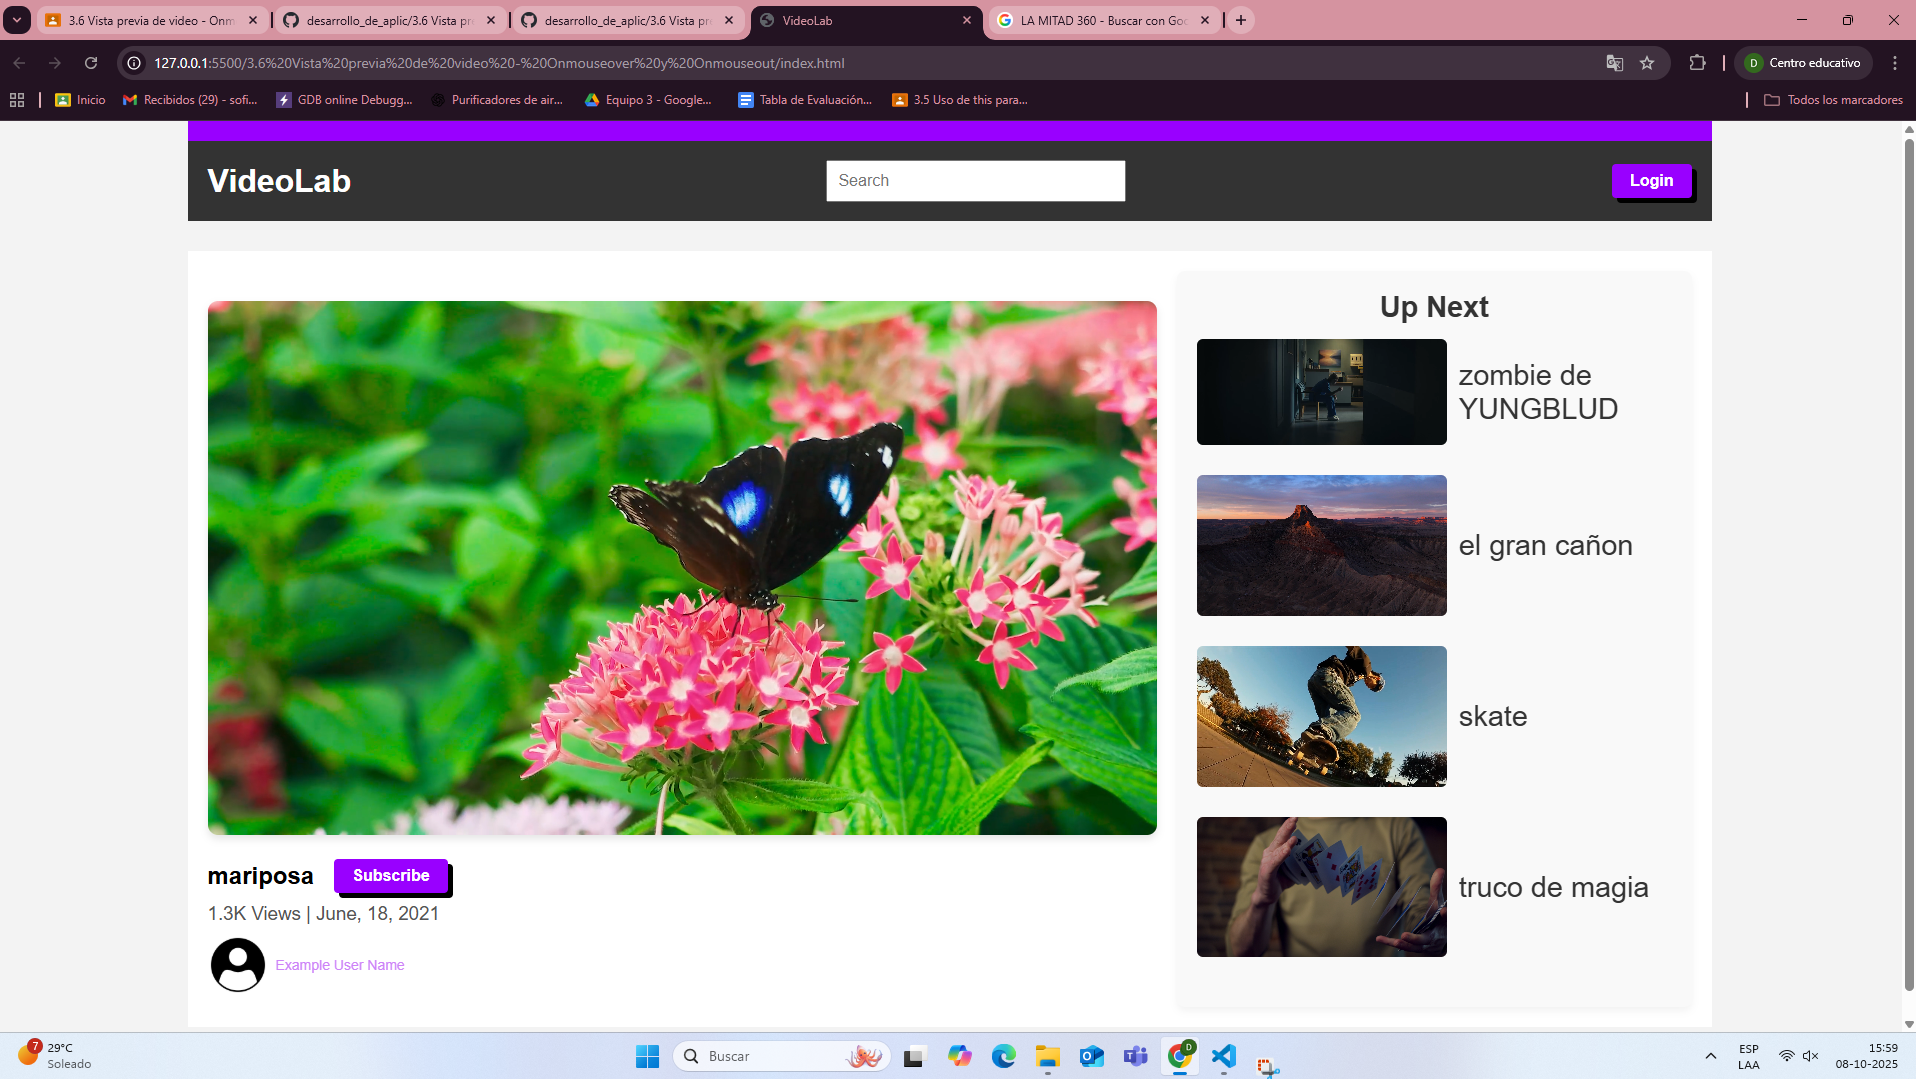 3.6 Vista previa de video - Onm
desarrollo_de_aplic/3.6 Vista pr
desarrollo_de_aplic/3.6 Vista pr
VideoLab
LA MITAD 360 - Buscar con Goo
127.0.0.1:5500/3.6%20Vista%20previa%20de%20video%20-%20Onmouseover%20y%20Onmouseout/index.html
D Centro educativo
Inicio
Recibidos (29) - sofi...
GDB online Debugg...
Purificadores de air...
Equipo 3 - Google...
Tabla de Evaluación...
3.5 Uso de this para...
Todos los marcadores
VideoLab
Search
Login
Up Next
zombie de
YUNGBLUD
el gran cañon
skate
truco de magia
mariposa
Subscribe
1.3K Views | June, 18, 2021
Example User Name
7
29°C
Soleado
Buscar
D
ESP
LAA
15:59
08-10-2025